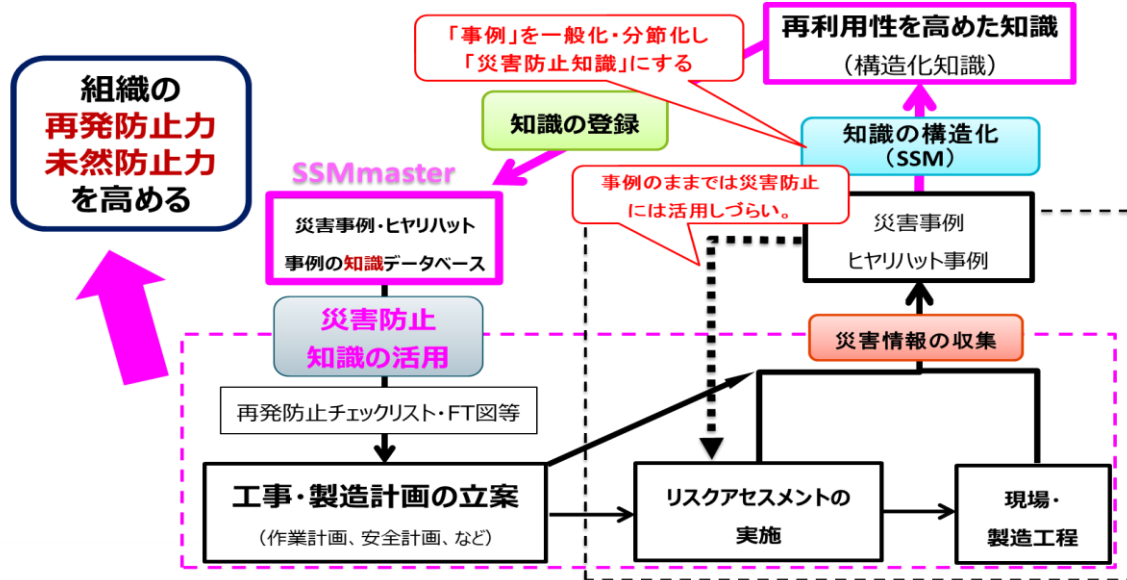 組織の
再発防止力
未然防止力
を高める
「事例」を一般化・分節化し
「災害防止知識」にする
再利用性を高めた知識
（構造化知識）
知識の登録
知識の構造化
（SSM）
SSMmaster
災害事例・ヒヤリハット
事例の知識データベース
事例のままでは災害防止
には活用しづらい。
災害事例
ヒヤリハット事例
災害防止
知識の活用
災害情報の収集
再発防止チェックリスト・FT図等
工事・製造計画の立案
（作業計画、安全計画、など）
リスクアセスメントの
実施
現場・
製造工程